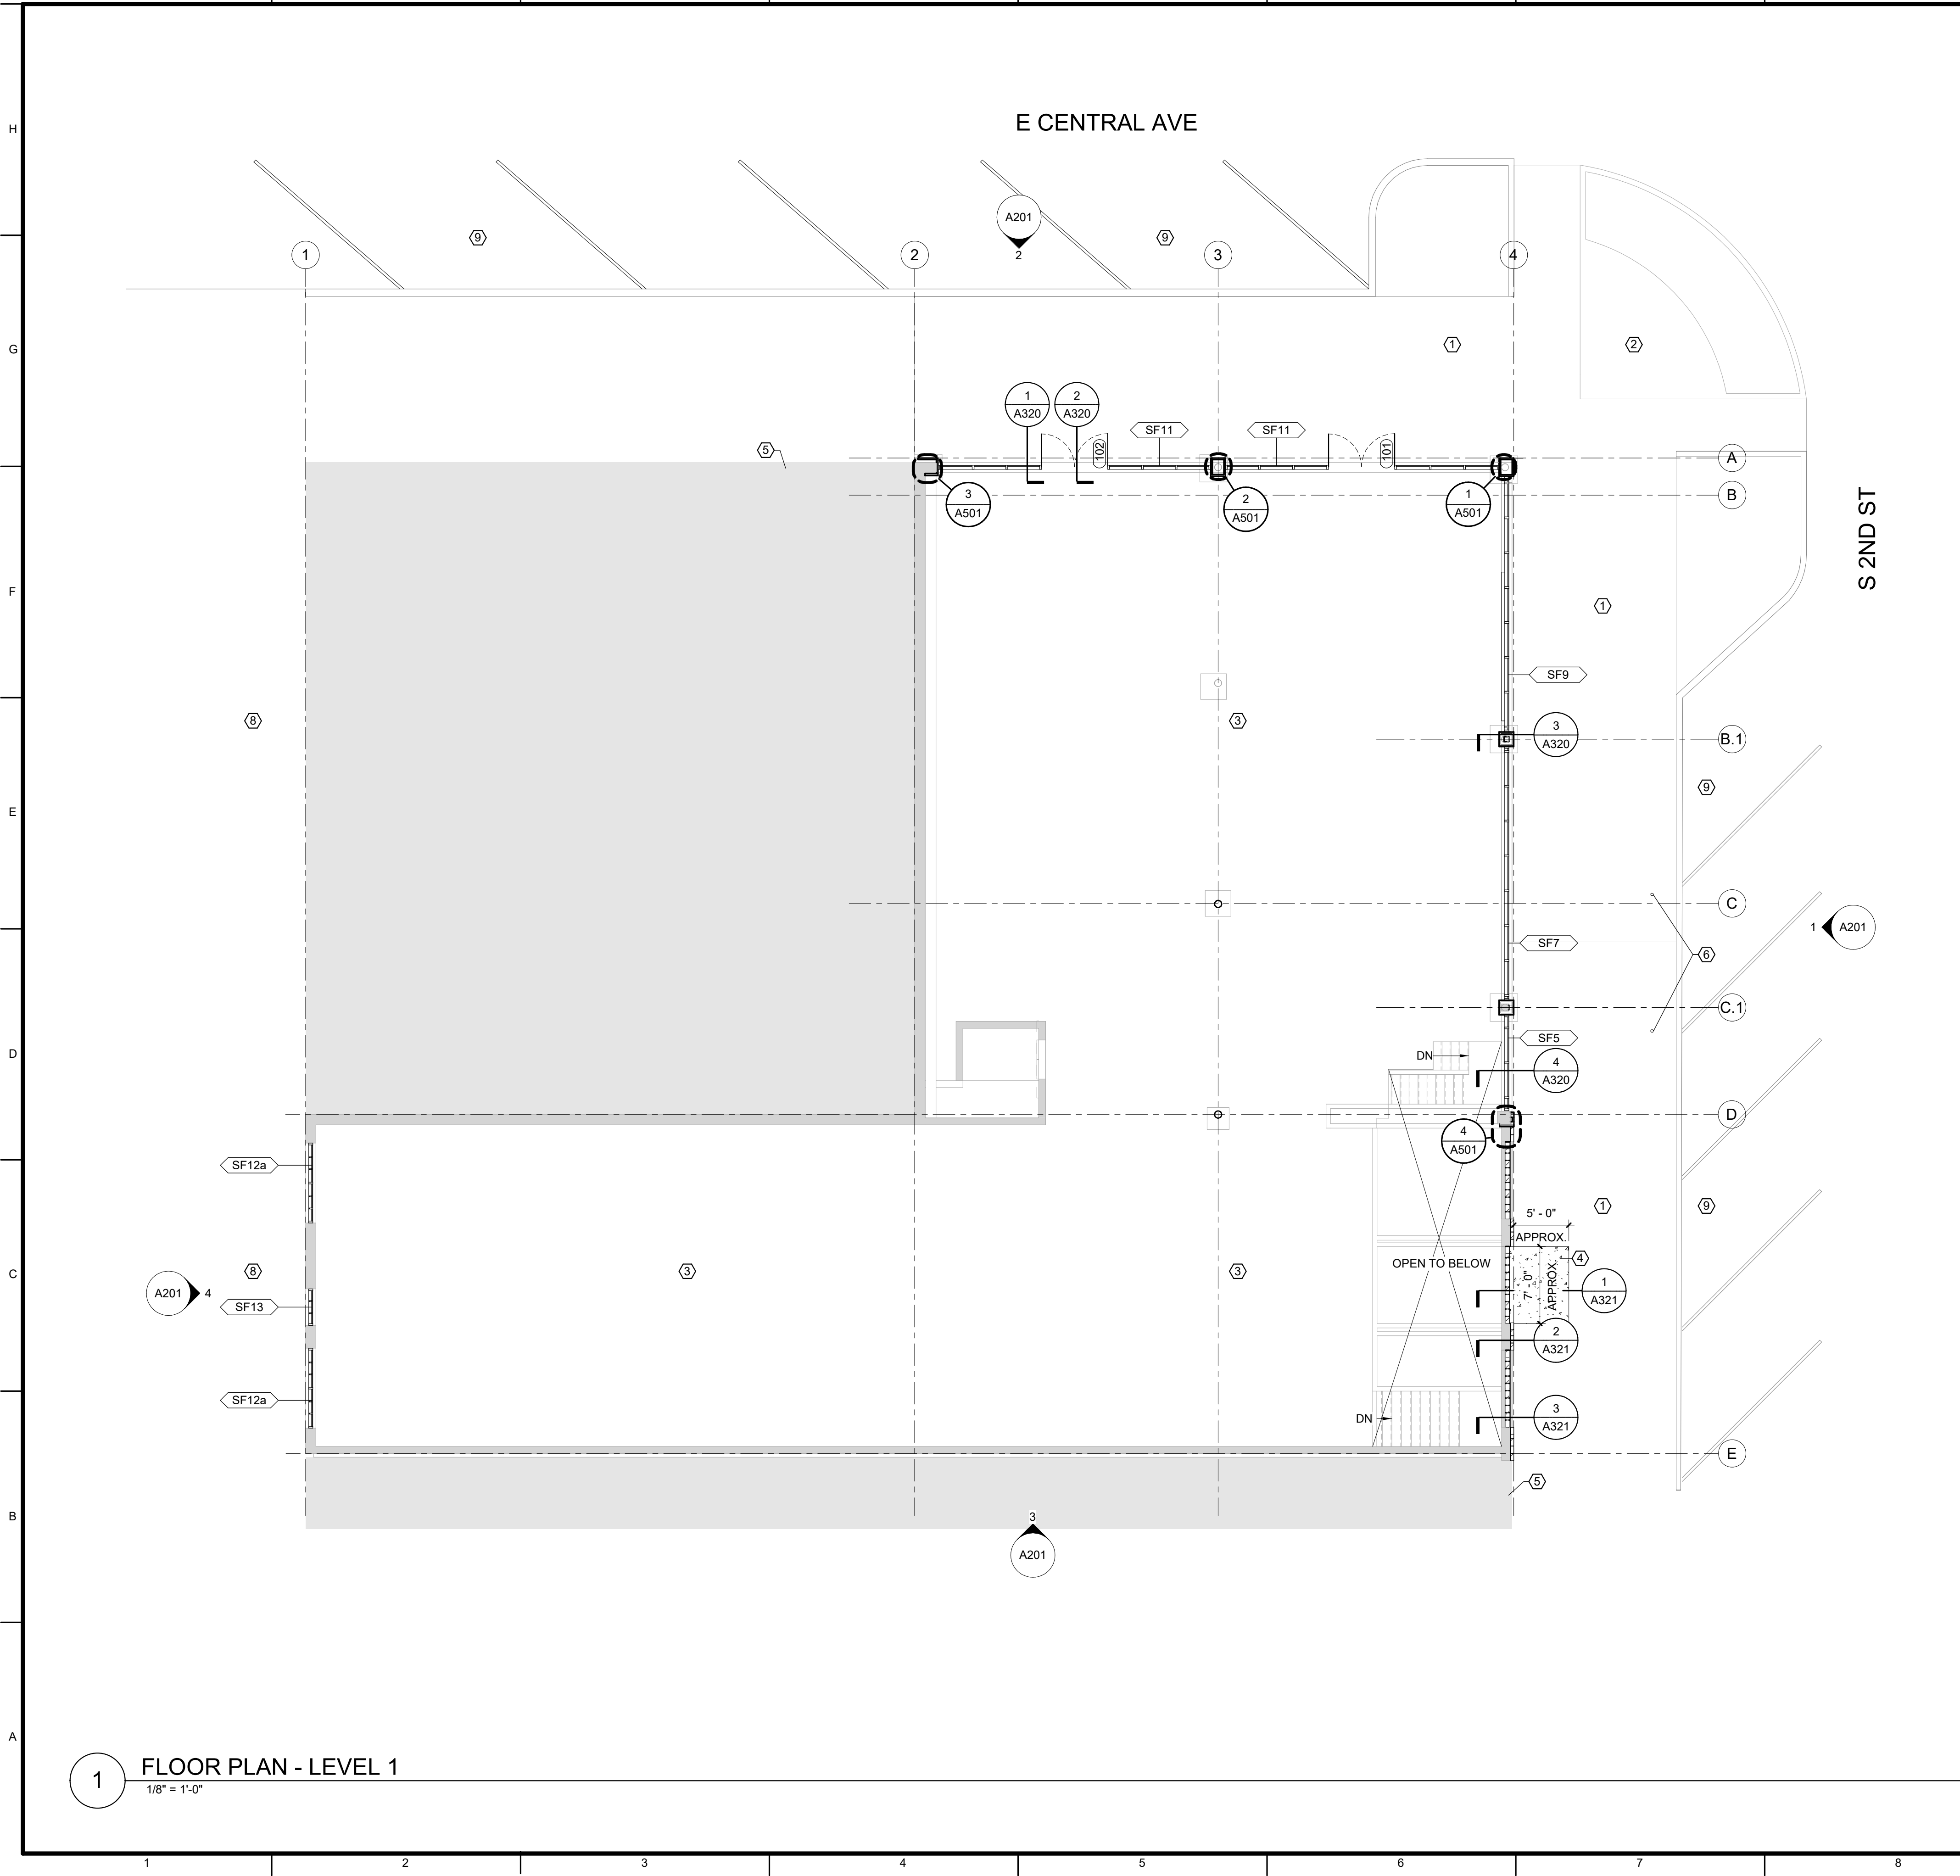 E CENTRAL AVE
H
A201
2
9
9
1
2
3
4
G
1
2
1
A320
2
A320
SF11
SF11
102
101
5
A
B
3
A501
2
A501
1
A501
S 2ND ST
F
1
SF9
8
3
3
A320
B.1
9
E
C
1
A201
SF7
6
C.1
D
SF5
DN
4
A320
D
4
A501
SF12a
1
9
5' - 0"
APPROX.
4
OPEN TO BELOW
7' - 0"
APPROX.
C
8
3
3
A201
4
SF13
1
A321
2
A321
SF12a
DN
3
A321
E
5
B
3
A201
A
1
FLOOR PLAN - LEVEL 1
1/8" = 1'-0"
1
2
3
4
5
6
7
8